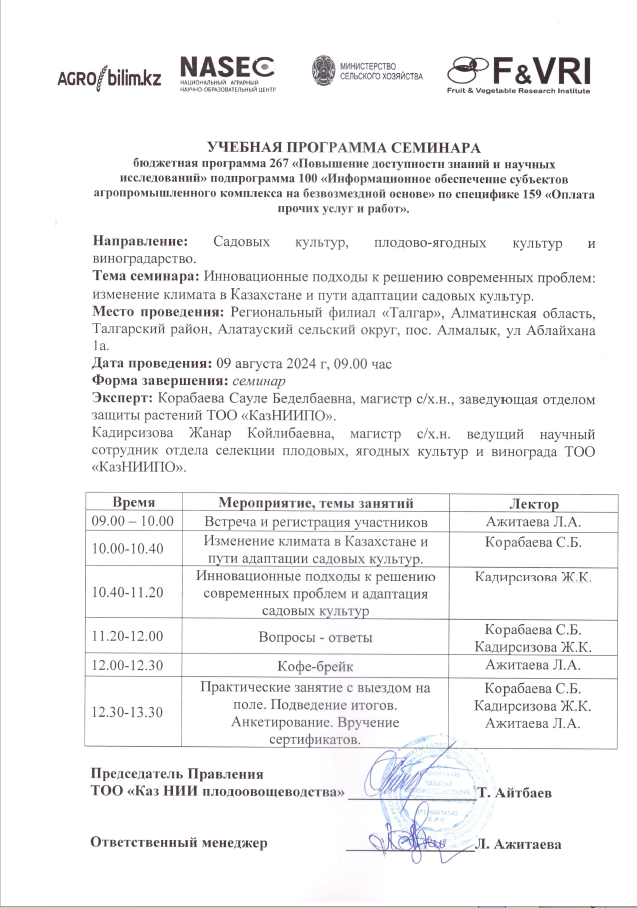 AGRO bilim.kz
NASEC
НАЦИОНАЛЬНЫЙ АГРАРНЫЙ
НАУЧНО-ОБРАЗОВАТЕЛЬНЫЙ ЦЕНТР
МИНИСТЕРСТВО
СЕЛЬСКОГО ХОЗЯЙСТВА
F&VRI
Fruit & Vegetable Research Institute
УЧЕБНАЯ ПРОГРАММА СЕМИНАРА
бюджетная программа 267 «Повышение доступности знаний и научных
исследований» подпрограмма 100 «Информационное обеспечение субъектов
агропромышленного комплекса на безвозмездной основе» по специфике 159 «Оплата
прочих услуг и работ».
Направление: Садовых культур, плодово-ягодных культур и
виноградарство.
Тема семинара: Инновационные подходы к решению современных проблем:
изменение климата в Казахстане и пути адаптации садовых культур.
Место проведения: Региональный филиал «Талгар», Алматинская область,
Талгарский район, Алатауский сельский округ, пос. Алмалык, ул Аблайхана
1а.
Дата проведения: 09 августа 2024 г, 09.00 час
Форма завершения: семинар
Эксперт: Корабаева Сауле Беделбаевна, магистр с/х.н., заведующая отделом
защиты растений ТОО «КазНИИПО».
Кадирсизова Жанар Койлибаевна, магистр с/х.н. ведущий научный
сотрудник отдела селекции плодовых, ягодных культур и винограда ТОО
«КазНИИПО».
Время Мероприятие, темы занятий Лектор
09.00 – 10.00 Встреча и регистрация участников Ажитаева Л.А.
10.00-10.40 Изменение климата в Казахстане и
пути адаптации садовых культур. Корабаева С.Б.
10.40-11.20 Инновационные подходы к решению
современных проблем и адаптация
садовых культур Кадирсизова Ж.К.
11.20-12.00 Вопросы - ответы Корабаева С.Б.
Кадирсизова Ж.К.
12.00-12.30 Кофе-брейк Ажитаева Л.А.
12.30-13.30 Практические занятие с выездом на
поле. Подведение итогов.
Анкетирование. Вручение
сертификатов. Корабаева С.Б.
Кадирсизова Ж.К.
Ажитаева Л.А.
Председатель Правления
ТОО «Каз НИИ плодоовощеводства» Т. Айтбаев
Ответственный менеджер Л. Ажитаева